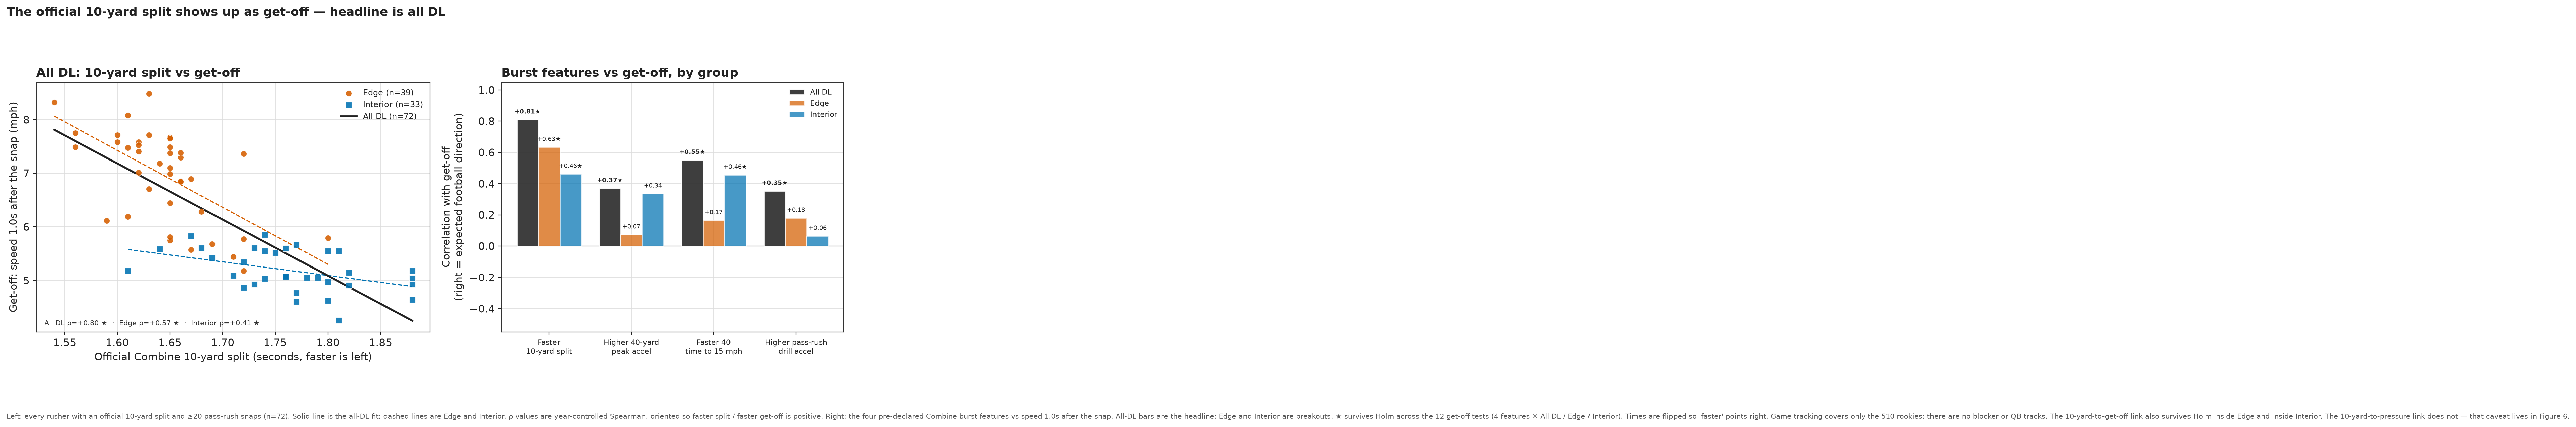 The official 10-yard split shows up as get-off — headline is all DL
All DL: 10-yard split vs get-off
Get-off: speed 1.0s after the snap (mph)
8
7
6
5
Edge (n=39)
Interior (n=33)
All DL (n=72)
All DL ρ=+0.80 ★ · Edge ρ=+0.57 ★ · Interior ρ=+0.41 ★
1.55 1.60 1.65 1.70 1.75 1.80 1.85
Official Combine 10-yard split (seconds, faster is left)
Burst features vs get-off, by group
Correlation with get-off
(right = expected football direction)
1.0
0.8
0.6
0.4
0.2
0.0
−0.2
−0.4
All DL
Edge
Interior
+0.81★
+0.63★
+0.46★
+0.37★
+0.07
+0.34
+0.55★
+0.17
+0.46★
+0.35★
+0.18
+0.06
Faster
10-yard split
Higher 40-yard
peak accel
Faster 40
time to 15 mph
Higher pass-rush
drill accel
Left: every rusher with an official 10-yard split and ≥20 pass-rush snaps (n=72). Solid line is the all-DL fit; dashed lines are Edge and Interior. ρ values are year-controlled Spearman, oriented so faster split / faster get-off is positive. Right: the four pre-declared Combine burst features vs speed 1.0s after the snap. All-DL bars are the headline; Edge and Interior are breakouts. ★ survives Holm across the 12 get-off tests (4 features × All DL / Edge / Interior). Times are flipped so 'faster' points right. Game tracking covers only the 510 rookies; there are no blocker or QB tracks. The 10-yard-to-get-off link also survives Holm inside Edge and inside Interior. The 10-yard-to-pressure link does not — that caveat lives in Figure 6.